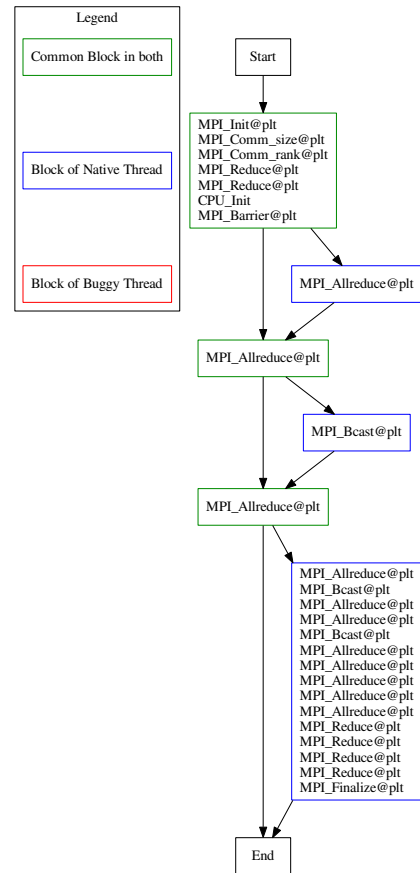 Legend
Common Block in both
Block of Native Thread
Block of Buggy Thread
Start
MPI_Init@plt
MPI_Comm_size@plt
MPI_Comm_rank@plt
MPI_Reduce@plt
MPI_Reduce@plt
CPU_Init
MPI_Barrier@plt
MPI_Allreduce@plt
MPI_Allreduce@plt
MPI_Bcast@plt
MPI_Allreduce@plt
MPI_Allreduce@plt
MPI_Bcast@plt
MPI_Allreduce@plt
MPI_Allreduce@plt
MPI_Bcast@plt
MPI_Allreduce@plt
MPI_Allreduce@plt
MPI_Allreduce@plt
MPI_Allreduce@plt
MPI_Allreduce@plt
MPI_Reduce@plt
MPI_Reduce@plt
MPI_Reduce@plt
MPI_Reduce@plt
MPI_Finalize@plt
End